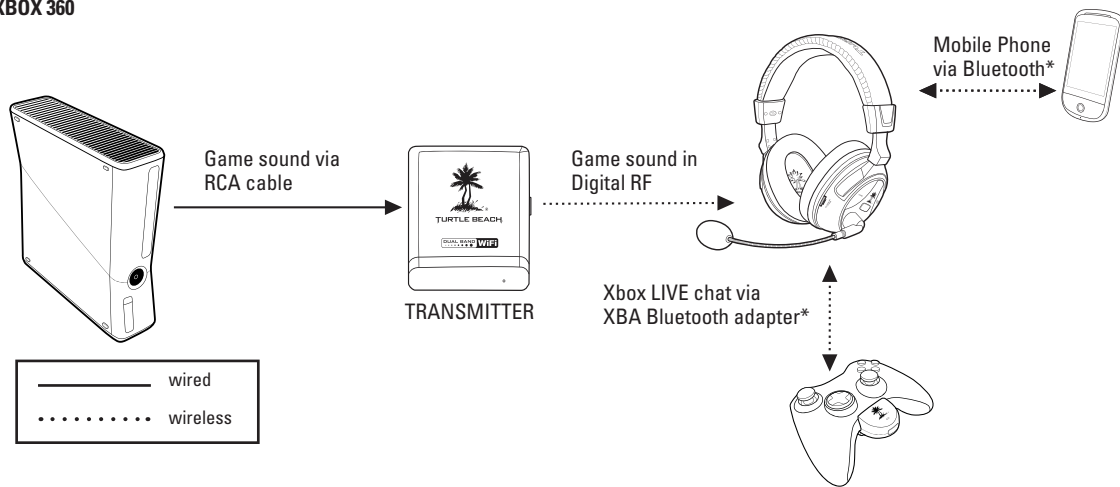 XBOX 360
Mobile Phone
via Bluetooth*
Game sound via
RCA cable
Game sound in
Digital RF
TURTLE BEACH
DUAL BAND WiFi
TRANSMITTER
Xbox LIVE chat via
XBA Bluetooth adapter*
wired
wireless